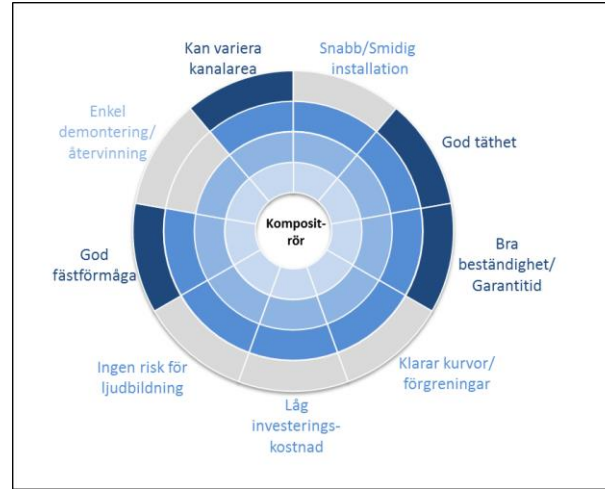 Kan variera
kanalarea
Snabb/Smidig
installation
God täthet
Bra
beständighet/
Garantitid
Klarar kurvor/
förgreningar
Låg
investerings-
kostnad
Ingen risk för
ljudbildning
God
fästförmåga
Enkel
demontering/
återvinning
Komposit-
rör